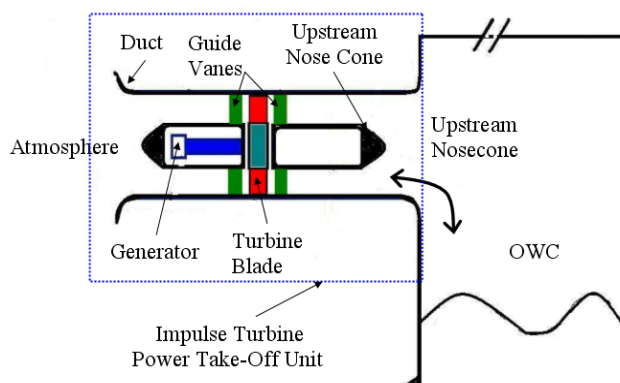 Duct
Guide
Vanes
Upstream
Nose Cone
Atmosphere
Upstream
Nosecone
Generator
Turbine
Blade
OWC
Impulse Turbine
Power Take-Off Unit